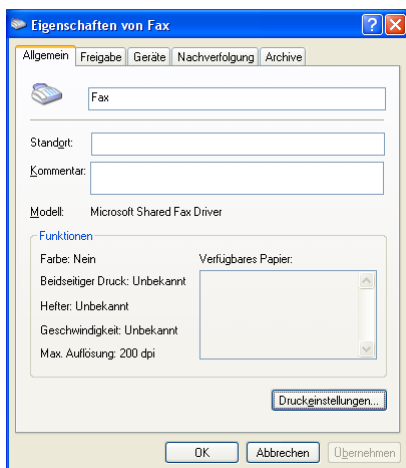 Eigenschaften von Fax
Allgemein Freigabe Geräte Nachverfolgung Archive
Fax
Standort:
Kommentar:
Modell: Microsoft Shared Fax Driver
Funktionen
Farbe: Nein Verfügbares Papier:
Beidseitiger Druck: Unbekannt
Hefter: Unbekannt
Geschwindigkeit: Unbekannt
Max. Auflösung: 200 dpi
Druckeinstellungen...
OK Abbrechen Übernehmen